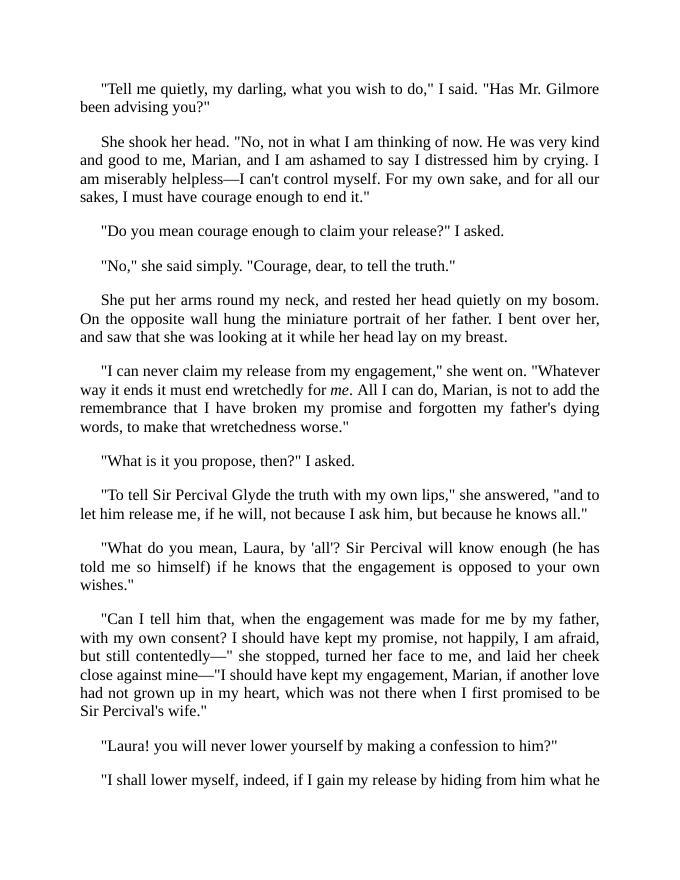 "Tell me quietly, my darling, what you wish to do," I said. "Has Mr. Gilmore
been advising you?"
She shook her head. "No, not in what I am thinking of now. He was very kind
and good to me, Marian, and I am ashamed to say I distressed him by crying. I
am miserably helpless—I can't control myself. For my own sake, and for all our
sakes, I must have courage enough to end it."
"Do you mean courage enough to claim your release?" I asked.
"No," she said simply. "Courage, dear, to tell the truth."
She put her arms round my neck, and rested her head quietly on my bosom.
On the opposite wall hung the miniature portrait of her father. I bent over her,
and saw that she was looking at it while her head lay on my breast.
"I can never claim my release from my engagement," she went on. "Whatever
way it ends it must end wretchedly for me. All I can do, Marian, is not to add the
remembrance that I have broken my promise and forgotten my father's dying
words, to make that wretchedness worse."
"What is it you propose, then?" I asked.
"To tell Sir Percival Glyde the truth with my own lips," she answered, "and to
let him release me, if he will, not because I ask him, but because he knows all."
"What do you mean, Laura, by 'all'? Sir Percival will know enough (he has
told me so himself) if he knows that the engagement is opposed to your own
wishes."
"Can I tell him that, when the engagement was made for me by my father,
with my own consent? I should have kept my promise, not happily, I am afraid,
but still contentedly—" she stopped, turned her face to me, and laid her cheek
close against mine—"I should have kept my engagement, Marian, if another love
had not grown up in my heart, which was not there when I first promised to be
Sir Percival's wife."
"Laura! you will never lower yourself by making a confession to him?"
"I shall lower myself, indeed, if I gain my release by hiding from him what he